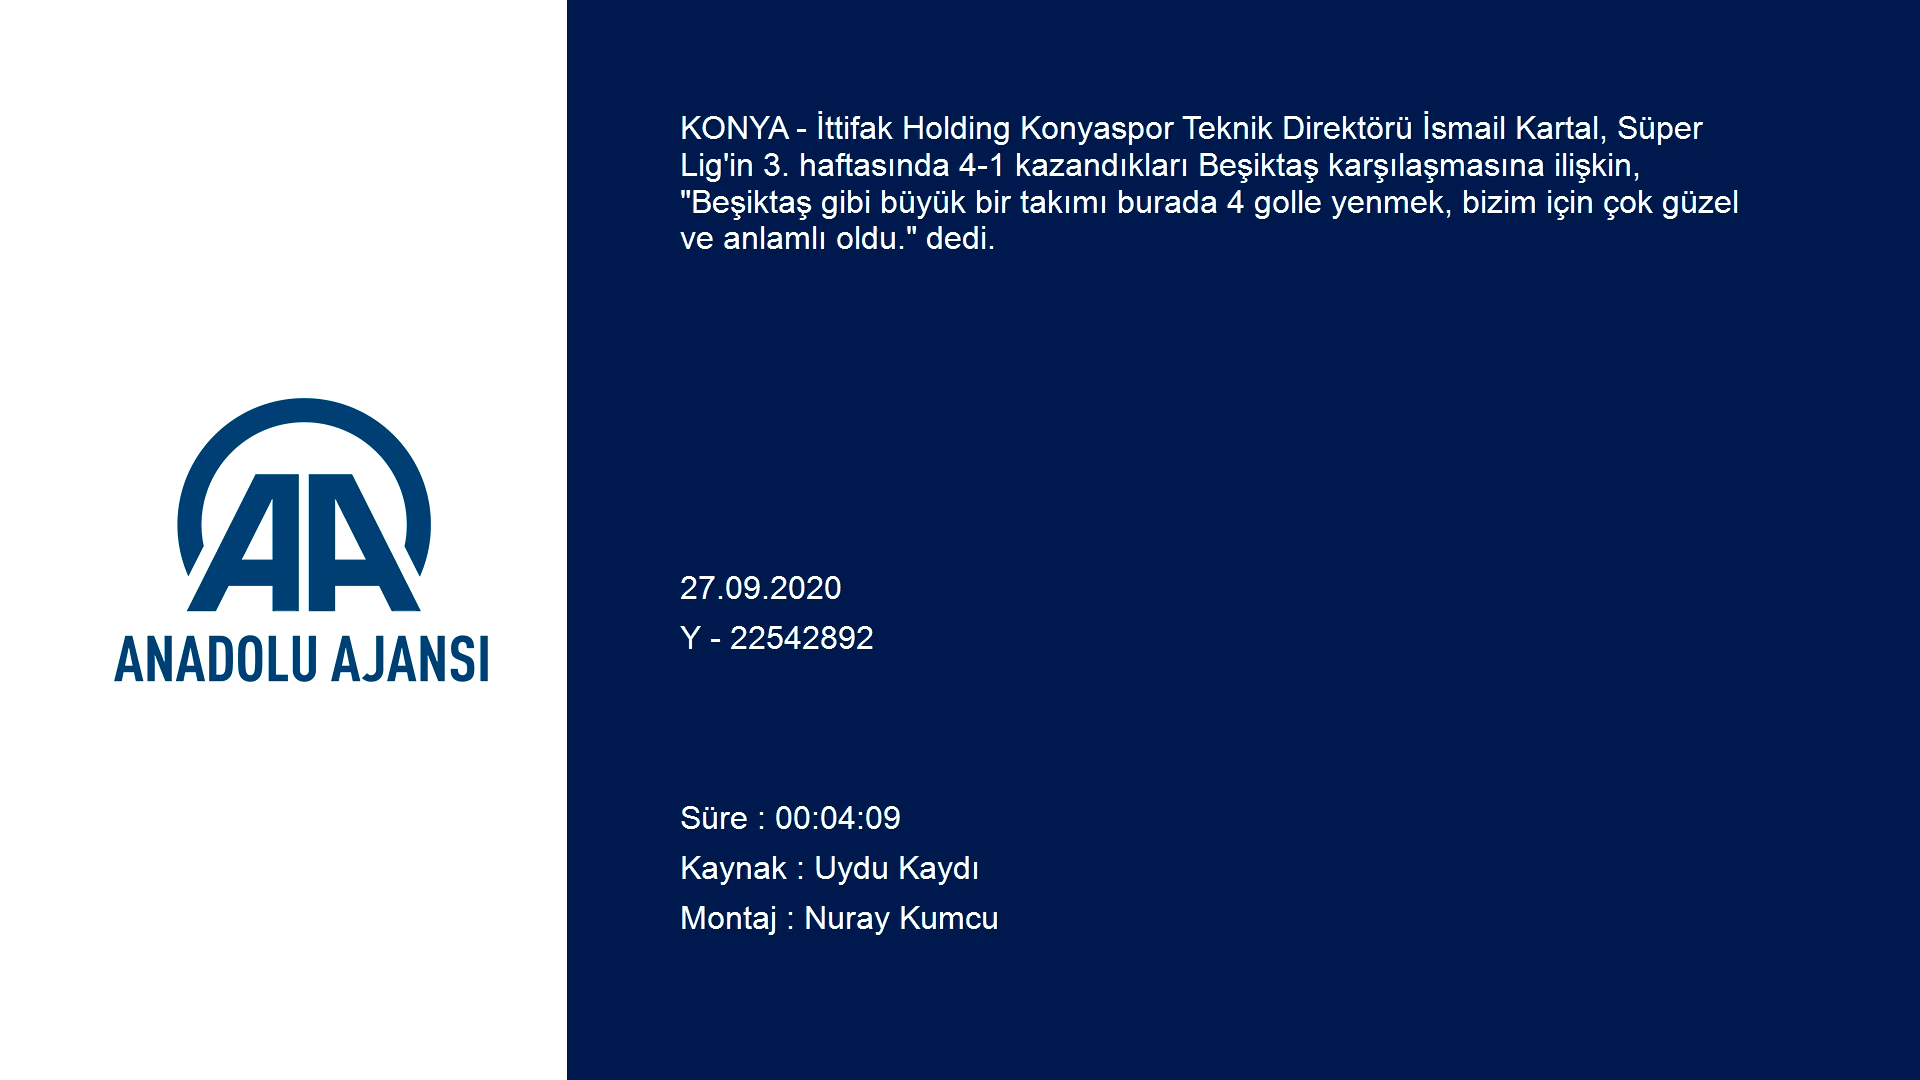 KONYA - İttifak Holding Konyaspor Teknik Direktörü İsmail Kartal, Süper
Lig'in 3. haftasında 4-1 kazandıkları Beşiktaş karşılaşmasına ilişkin,
"Beşiktaş gibi büyük bir takımı burada 4 golle yenmek, bizim için çok güzel
ve anlamlı oldu." dedi.
AA
ANADOLU AJANSI
27.09.2020
Y - 22542892
Süre : 00:04:09
Kaynak : Uydu Kaydı
Montaj : Nuray Kumcu